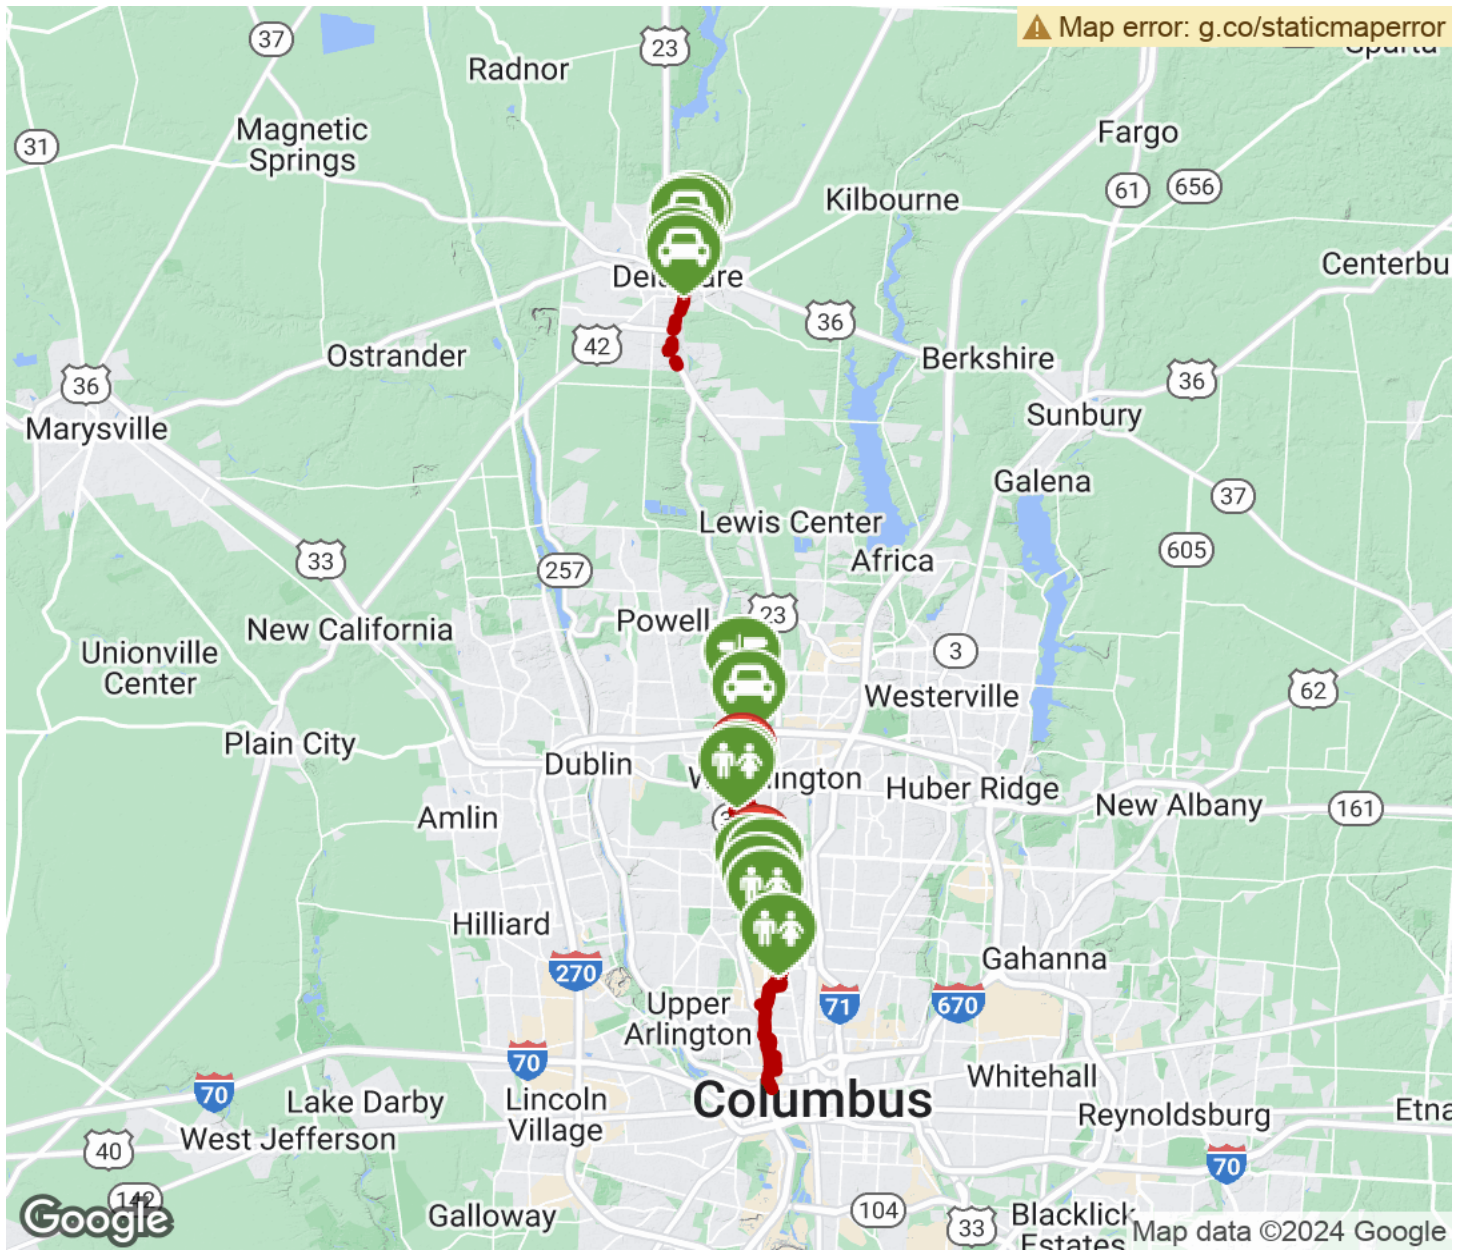 Map error: g.co/staticmaperror
37
23
Radnor
31
Magnetic
Springs
Fargo
61
656
Kilbourne
Centerbu
36
42
Ostrander
Berkshire
36
36
Marysville
Sunbury
Galena
37
Lewis Center
605
33
257
Africa
Powell
23
New California
Unionville
Center
3
62
Westerville
Plain City
Dublin
Huber Ridge
New Albany
161
Amlin
Hilliard
270
Gahanna
Upper
Arlington
71
670
70
70
Whitehall
Columbus
Lake Darby
Lincoln
Village
Reynoldsburg
Etna
West Jefferson
40
70
142
Galloway
104
33
Blacklick
Estates
Google
Map data ©2024 Google